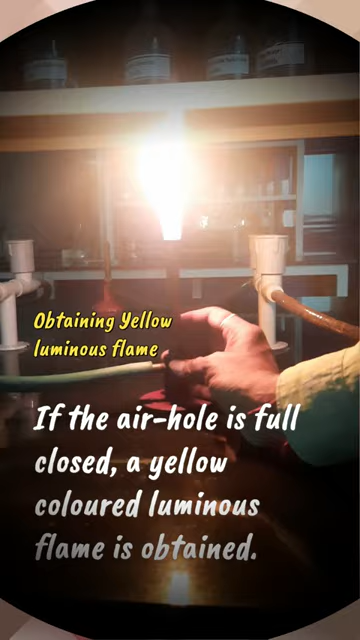 Obtaining Yellow
luminous flame
If the air-hole is full
closed, a yellow
coloured luminous
flame is obtained.